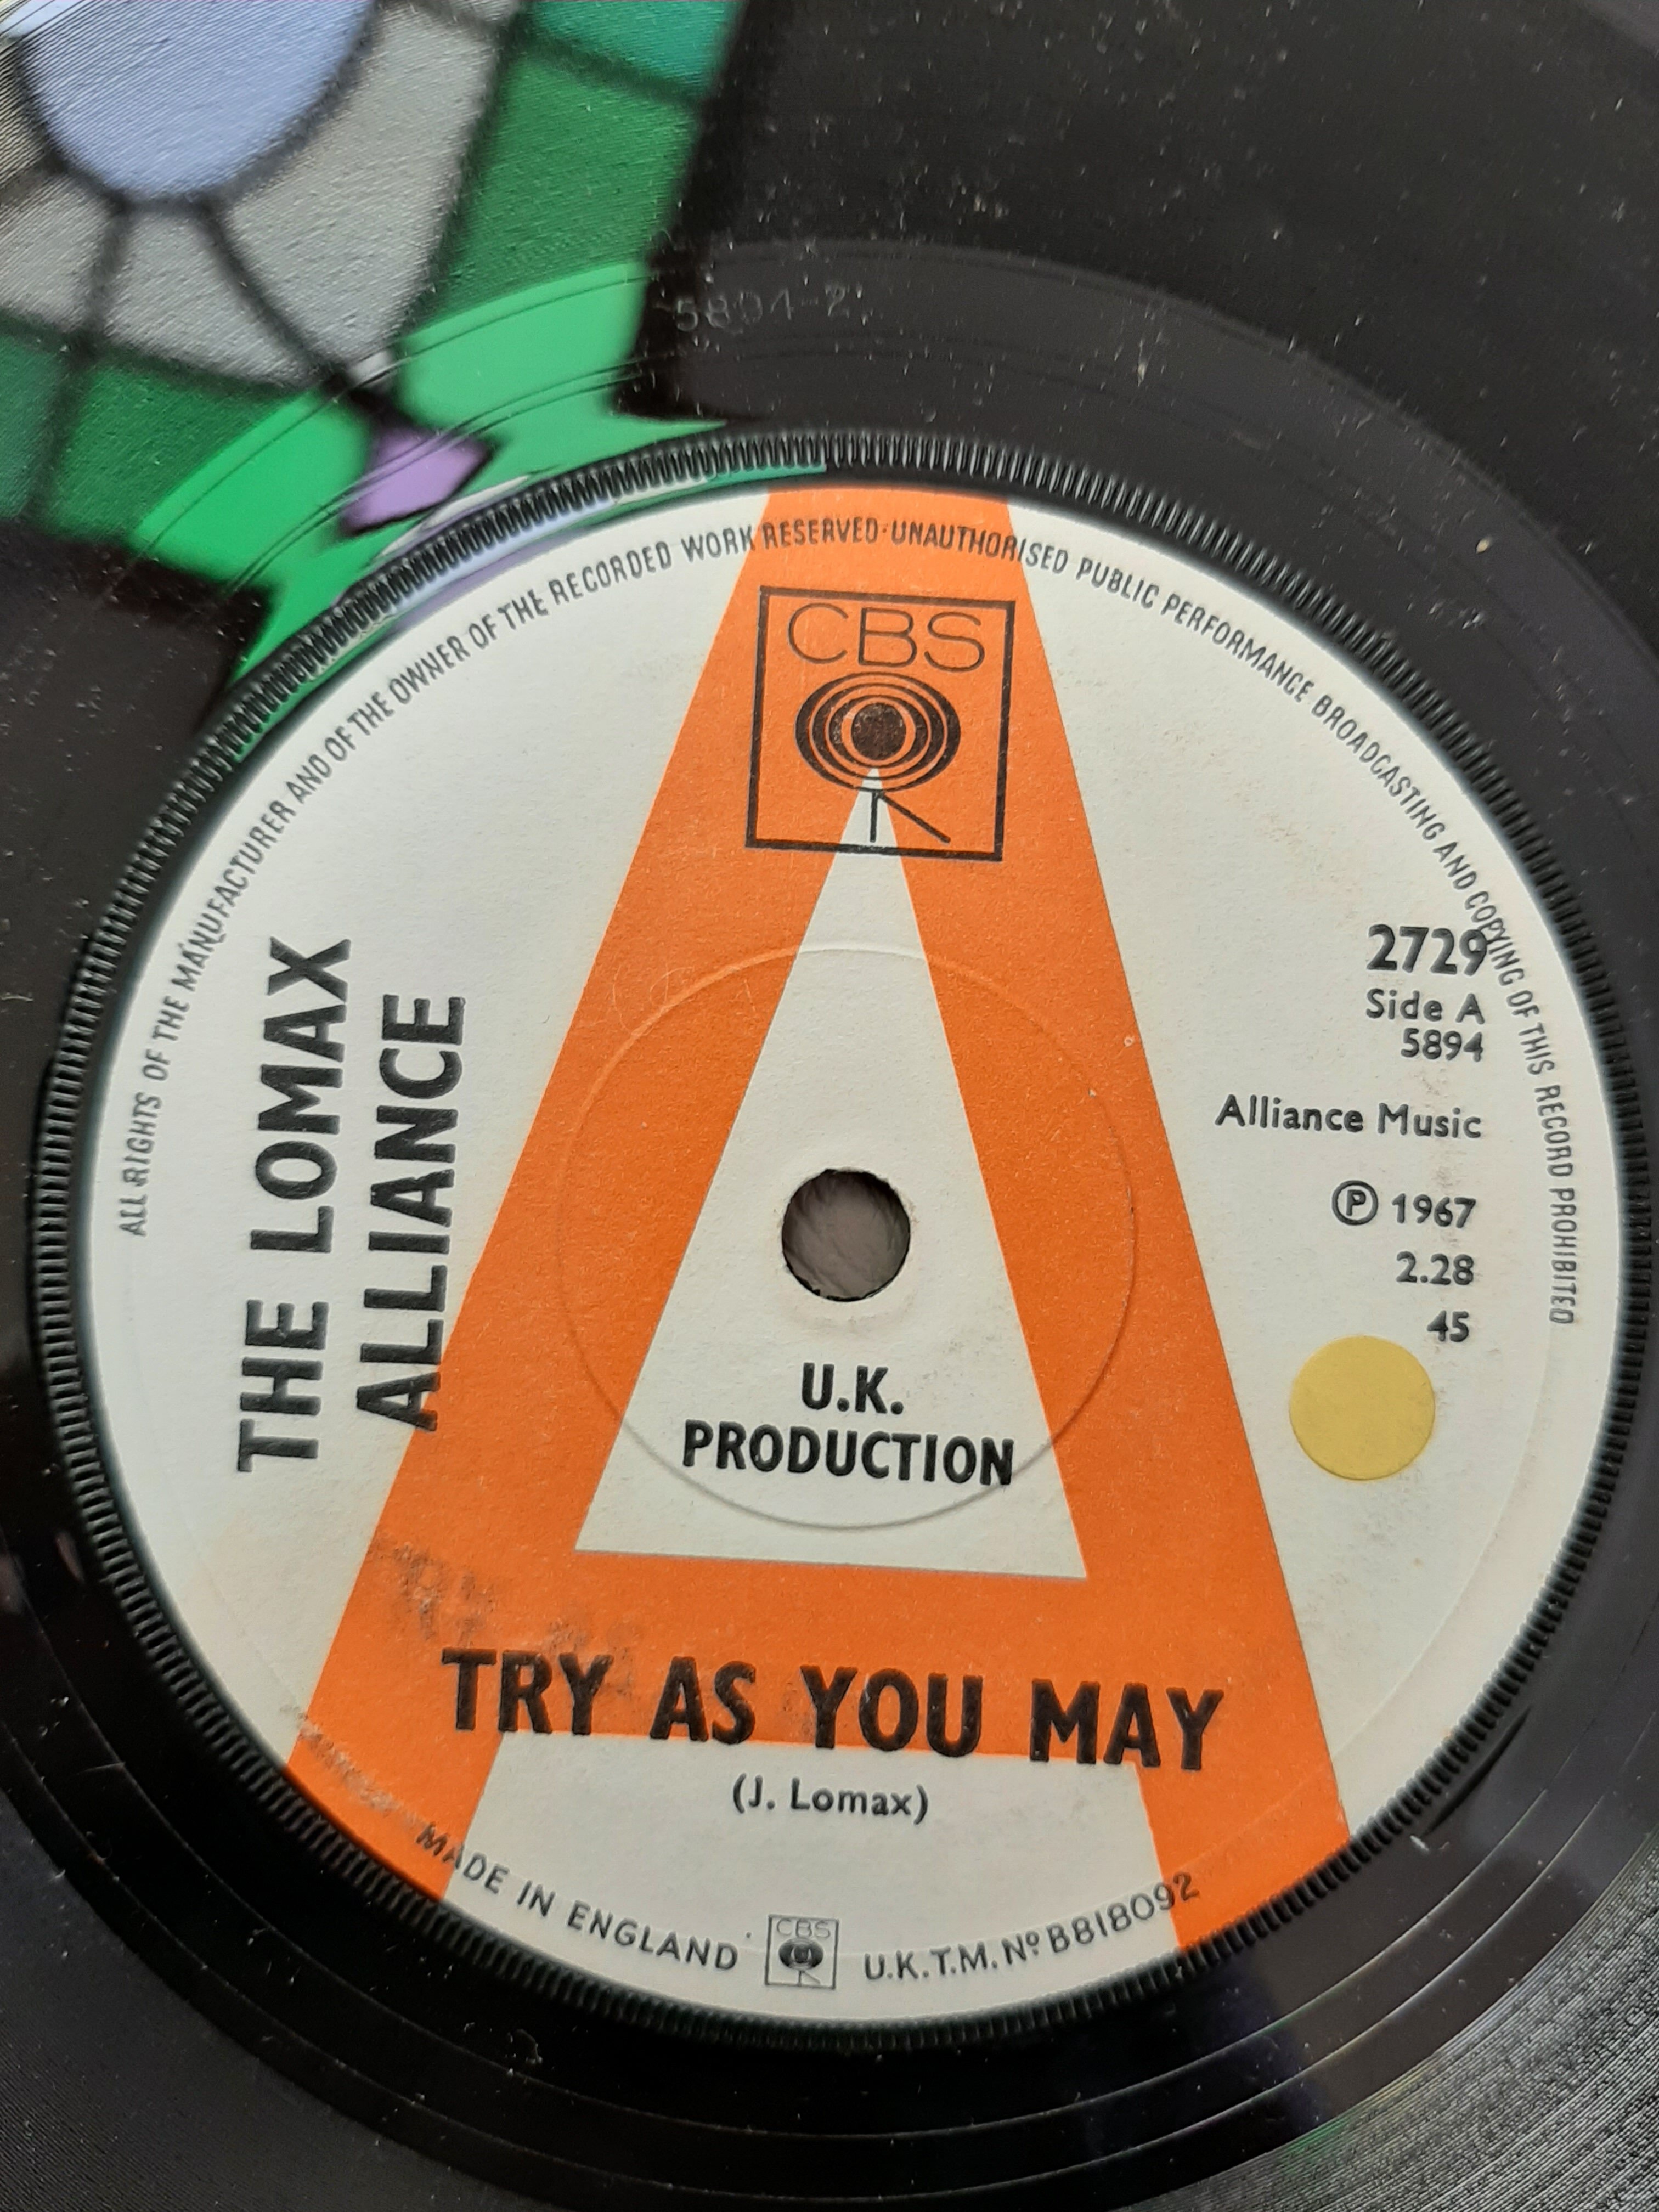 5894-2
ALL RIGHTS OF THE MANUFACTURER AND OF THE OWNER OF THE RECORDED WORK RESERVED·UNAUTHORISED PUBLIC PERFORMANCE BROADCASTING AND COPYING OF THIS RECORD PROHIBITED
CBS
A
2729
Side A
5894
Alliance Music
℗ 1967
2.28
45
THE LOMAX
ALLIANCE
U.K.
PRODUCTION
TRY AS YOU MAY
(J. Lomax)
MADE IN ENGLAND
CBS
U.K.T.M. Nº B818092